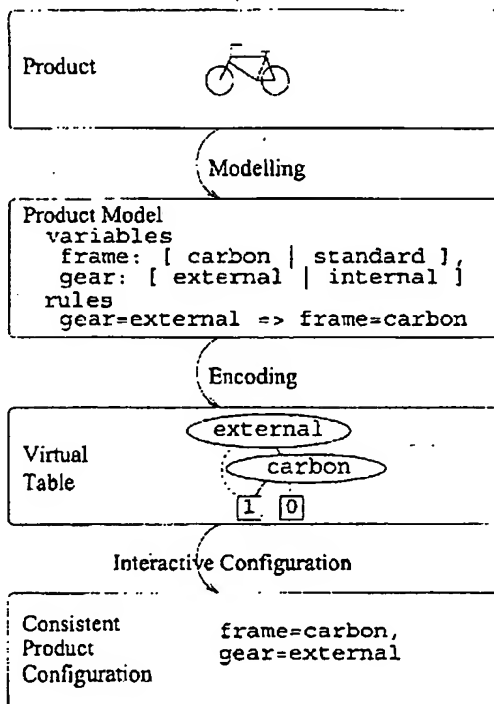 Product
Modelling
Product Model
variables
frame: [ carbon | standard ],
gear: [ external | internal ]
rules
gear=external => frame=carbon
Encoding
external
Virtual
carbon
Table
1 0
Interactive Configuration
Consistent
frame=carbon,
Product
gear=external
Configuration